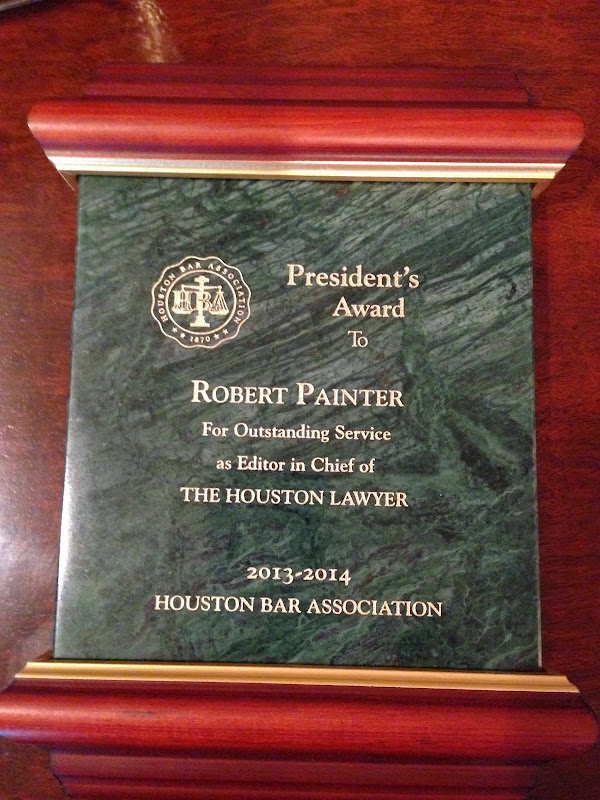 HOUSTON BAR ASSOCIATION
HBA
1870
President's
Award
To
ROBERT PAINTER
For Outstanding Service
as Editor in Chief of
THE HOUSTON LAWYER
2013-2014
HOUSTON BAR ASSOCIATION